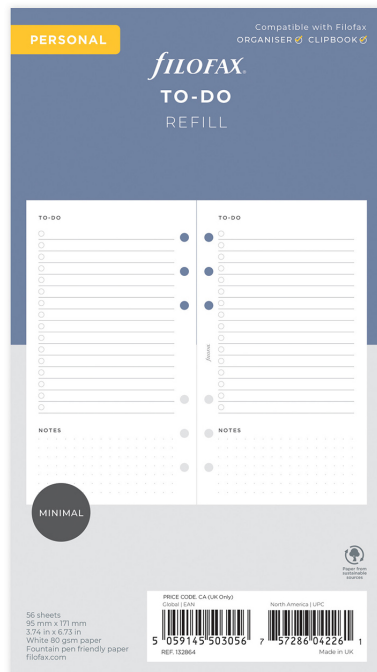 PERSONAL
Compatible with Filofax
ORGANISER CLIPBOOK
fILOFAX®
TO-DO
REFILL
TO-DO
TO-DO
filofax
NOTES
NOTES
MINIMAL
Paper from
sustainable
sources
56 sheets
95 mm x 171 mm
3.74 in x 6.73 in
White 80 gsm paper
Fountain pen friendly paper
filofax.com
PRICE CODE. CA (UK Only)
Global | EAN
5 059145 503056
REF. 132864
North America | UPC
7 57286 04226 1
Made in UK